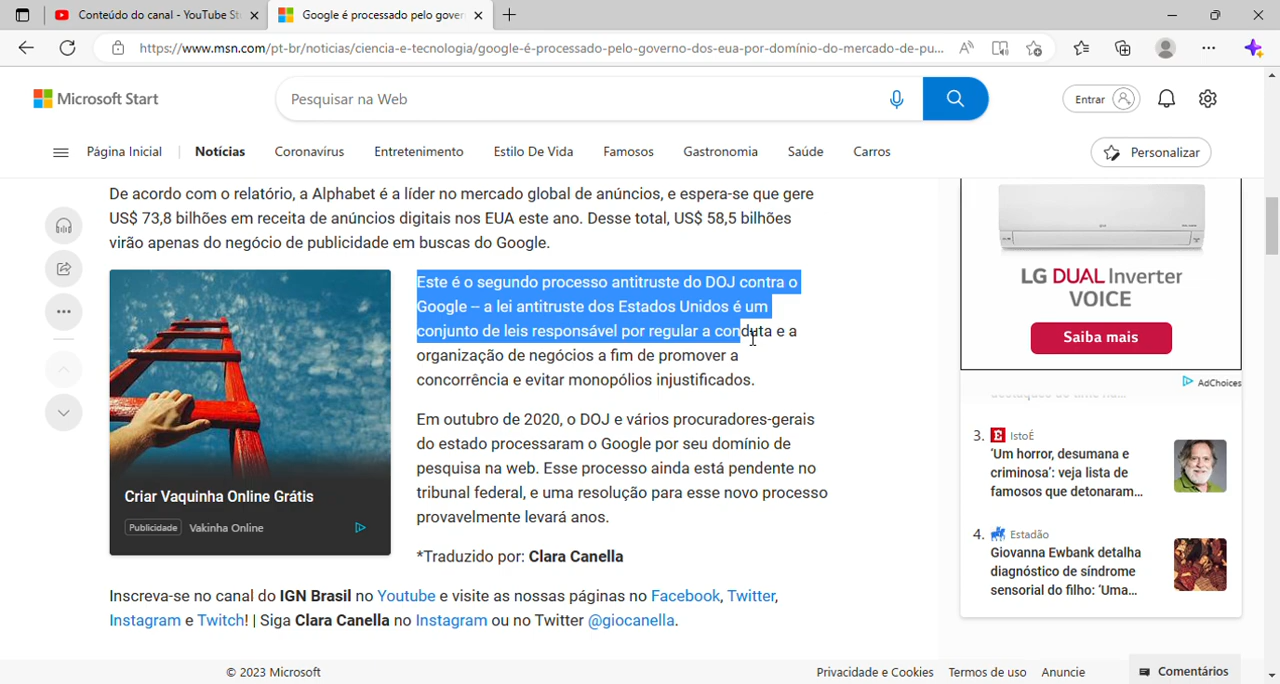 Conteúdo do canal - YouTube St
Google é processado pelo gover
https://www.msn.com/pt-br/noticias/ciencia-e-tecnologia/google-é-processado-pelo-governo-dos-eua-por-domínio-do-mercado-de-pu...
Microsoft Start
Pesquisar na Web
Entrar
Página Inicial
Notícias
Coronavírus
Entretenimento
Estilo De Vida
Famosos
Gastronomia
Saúde
Carros
Personalizar
De acordo com o relatório, a Alphabet é a líder no mercado global de anúncios, e espera-se que gere
US$ 73,8 bilhões em receita de anúncios digitais nos EUA este ano. Desse total, US$ 58,5 bilhões
virão apenas do negócio de publicidade em buscas do Google.
Criar Vaquinha Online Grátis
Publicidade
Vakinha Online
Este é o segundo processo antitruste do DOJ contra o
Google – a lei antitruste dos Estados Unidos é um
conjunto de leis responsável por regular a conduta e a
organização de negócios a fim de promover a
concorrência e evitar monopólios injustificados.
Em outubro de 2020, o DOJ e vários procuradores-gerais
do estado processaram o Google por seu domínio de
pesquisa na web. Esse processo ainda está pendente no
tribunal federal, e uma resolução para esse novo processo
provavelmente levará anos.
*Traduzido por: Clara Canella
Inscreva-se no canal do IGN Brasil no Youtube e visite as nossas páginas no Facebook, Twitter,
Instagram e Twitch! | Siga Clara Canella no Instagram ou no Twitter @giocanella.
LG DUAL Inverter
VOICE
Saiba mais
AdChoices
3.
IstoÉ
'Um horror, desumana e
criminosa': veja lista de
famosos que detonaram...
4.
Estadão
Giovanna Ewbank detalha
diagnóstico de síndrome
sensorial do filho: 'Uma...
© 2023 Microsoft
Privacidade e Cookies
Termos de uso
Anuncie
Comentários